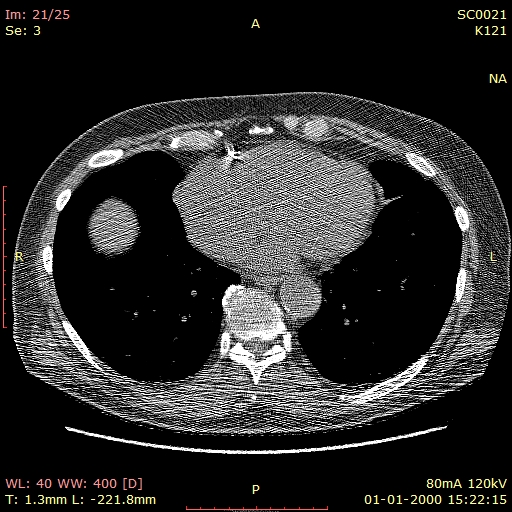 Im: 21/25
Se: 3
A
SC0021
K121
NA
R
L
WL: 40 WW: 400 [D]
T: 1.3mm L: -221.8mm
P
80mA 120kV
01-01-2000 15:22:15